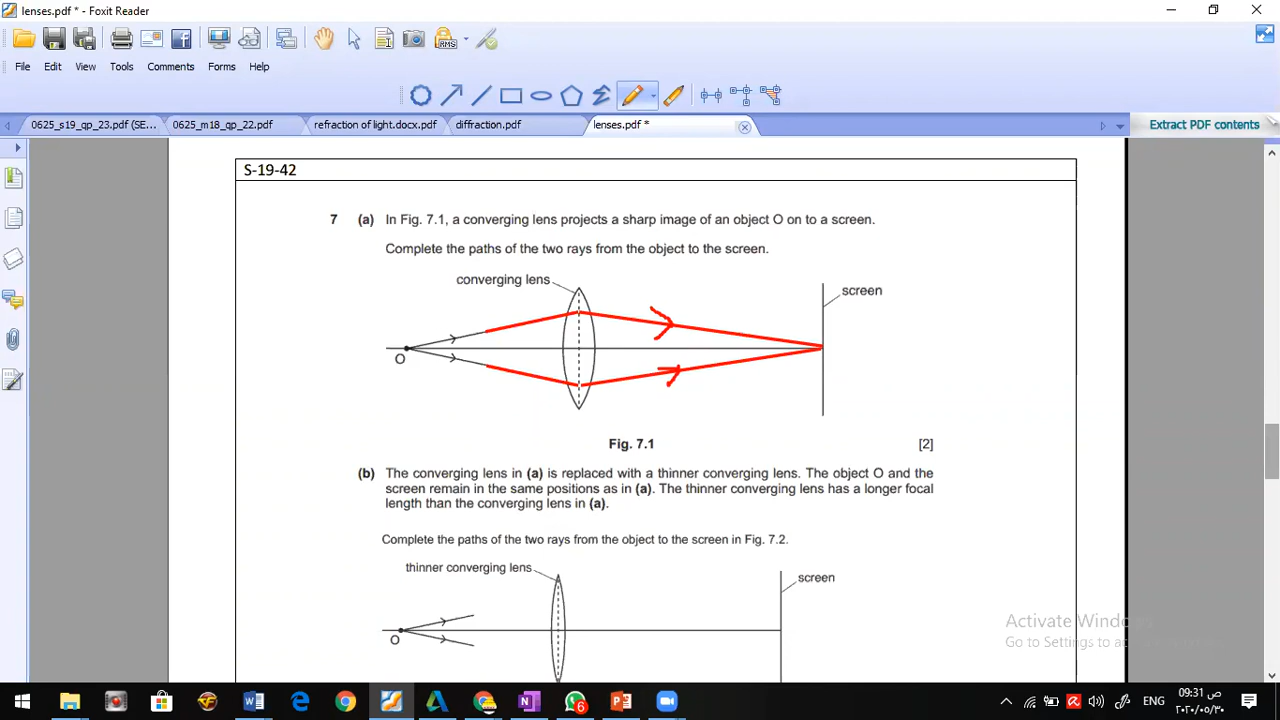 lenses.pdf * - Foxit Reader
RMS
File Edit View Tools Comments Forms Help
0625_s19_qp_23.pdf (SE... 0625_m18_qp_22.pdf refraction of light.docx.pdf diffraction.pdf lenses.pdf * Extract PDF contents
S-19-42
7 (a) In Fig. 7.1, a converging lens projects a sharp image of an object O on to a screen.
Complete the paths of the two rays from the object to the screen.
converging lens
screen
O
Fig. 7.1 [2]
(b) The converging lens in (a) is replaced with a thinner converging lens. The object O and the
screen remain in the same positions as in (a). The thinner converging lens has a longer focal
length than the converging lens in (a).
Complete the paths of the two rays from the object to the screen in Fig. 7.2.
thinner converging lens
screen
O
Activate Windows
Go to Settings to a
6
ENG
09:31 ص
٢٠٢٠/٠٥/٣٠